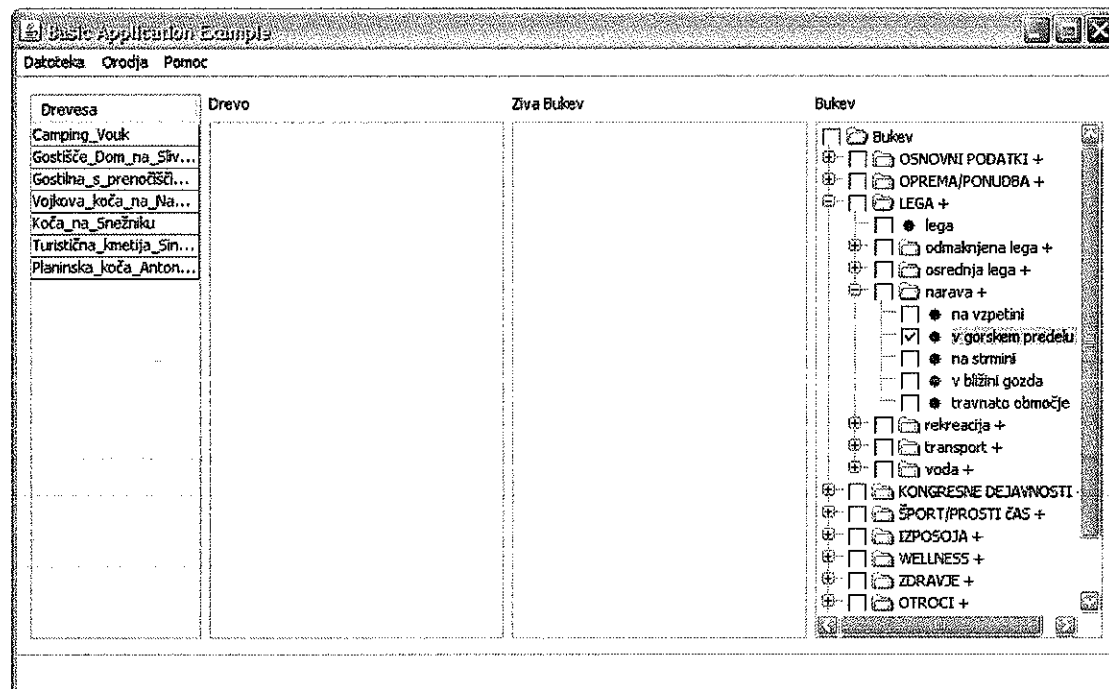 Basic Application Example
Datoteka Orodja Pomoc
Drevesa
Camping_Vouk
Gostišče_Dom_na_Sliv...
Gostilna_s_prenočišči...
Vojkova_koča_na_Na...
Koča_na_Snežniku
Turistična_kmetija_Sin...
Planinska_koča_Anton...
Drevo
Ziva Bukev
Bukev
Bukev
OSNOVNI PODATKI +
OPREMA/PONUDBA +
LEGA +
lega
odmaknjena lega +
osrednja lega +
narava +
na vzpetini
v gorskem predelu
na strmini
v bližini gozda
travnato območje
rekreacija +
transport +
voda +
KONGRESNE DEJAVNOSTI
ŠPORT/PROSTI ČAS +
IZPOSOJA +
WELLNESS +
ZDRAVJE +
OTROCI +